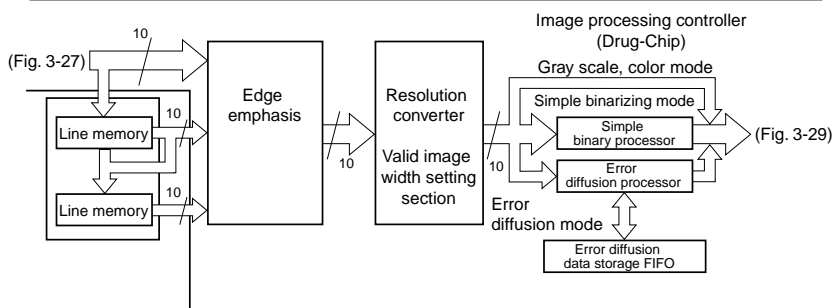 Image processing controller
(Drug-Chip)
10
(Fig. 3-27)
Gray scale, color mode
Edge
emphasis
Resolution
converter
Valid image
width setting
section
Simple binarizing mode
10
Line memory
Simple
binary processor
(Fig. 3-29)
10
10
Error
diffusion processor
10
Line memory
Error
diffusion mode
Error diffusion
data storage FIFO